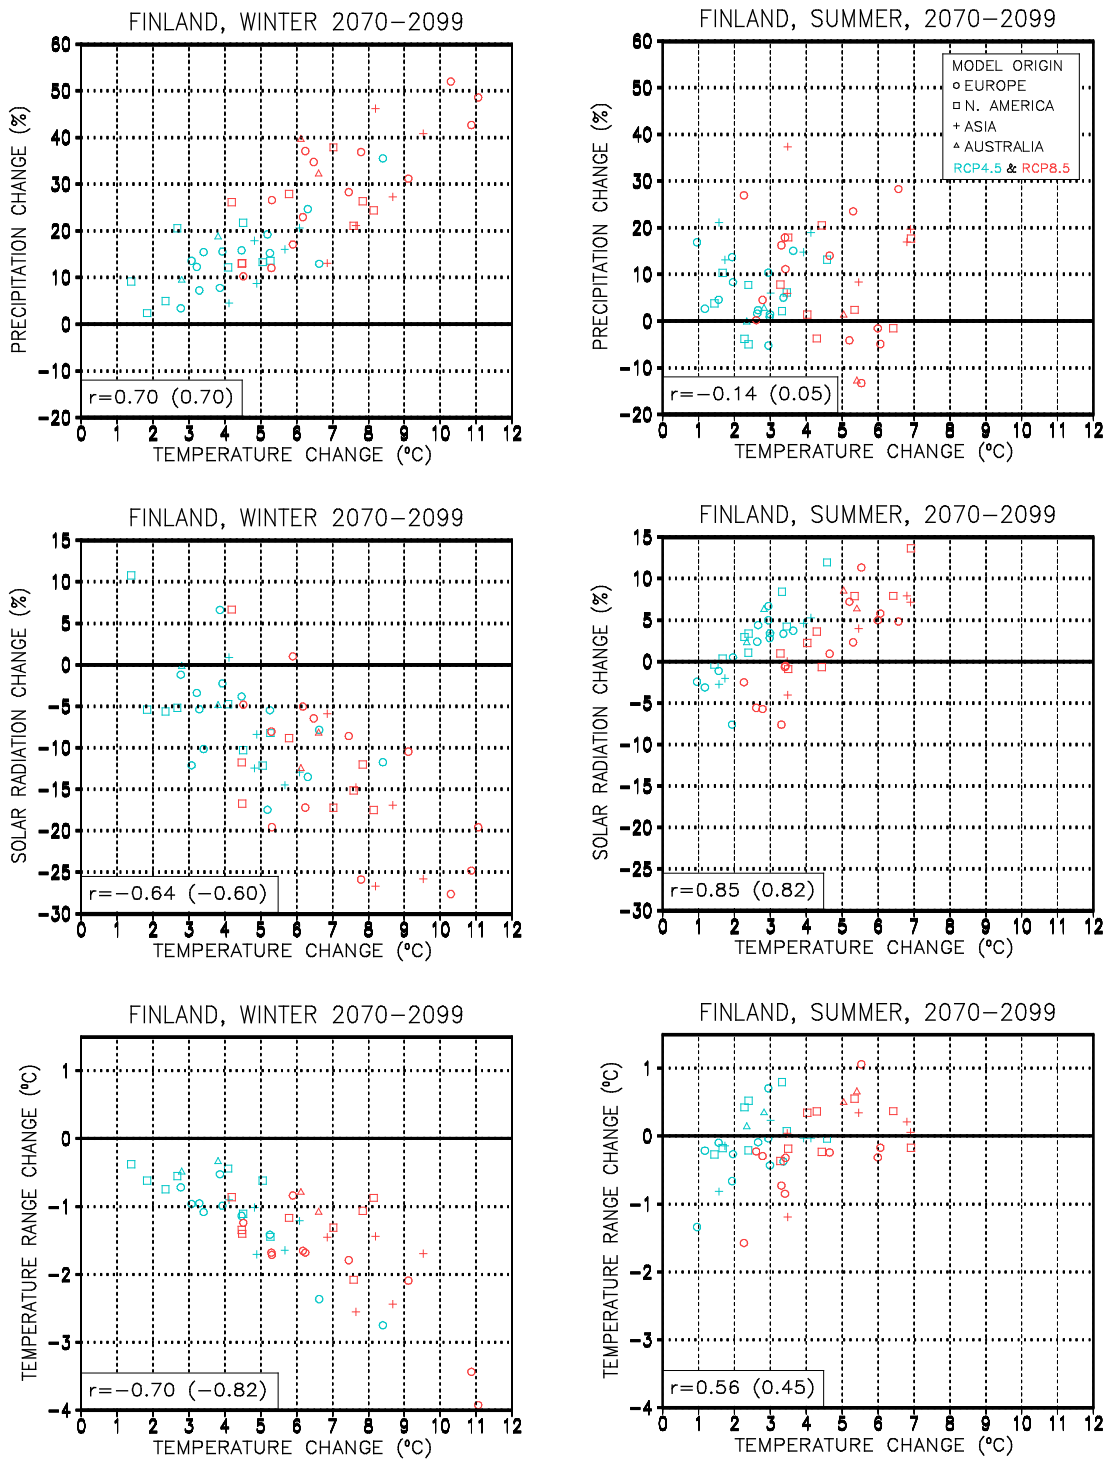 FINLAND, WINTER 2070−2099
PRECIPITATION CHANGE (%)
60
50
40
30
20
10
0
−10
−20
r=0.70 (0.70)
0 1 2 3 4 5 6 7 8 9 10 11 12
TEMPERATURE CHANGE (ºC)
FINLAND, SUMMER, 2070−2099
PRECIPITATION CHANGE (%)
60
50
40
30
20
10
0
−10
−20
MODEL ORIGIN
EUROPE
N. AMERICA
ASIA
AUSTRALIA
RCP4.5 & RCP8.5
r=−0.14 (0.05)
0 1 2 3 4 5 6 7 8 9 10 11 12
TEMPERATURE CHANGE (ºC)
FINLAND, WINTER 2070−2099
SOLAR RADIATION CHANGE (%)
15
10
5
0
−5
−10
−15
−20
−25
−30
r=−0.64 (−0.60)
0 1 2 3 4 5 6 7 8 9 10 11 12
TEMPERATURE CHANGE (ºC)
FINLAND, SUMMER, 2070−2099
SOLAR RADIATION CHANGE (%)
15
10
5
0
−5
−10
−15
−20
−25
−30
r=0.85 (0.82)
0 1 2 3 4 5 6 7 8 9 10 11 12
TEMPERATURE CHANGE (ºC)
FINLAND, WINTER 2070−2099
TEMPERATURE RANGE CHANGE (ºC)
1
0
−1
−2
−3
−4
r=−0.70 (−0.82)
0 1 2 3 4 5 6 7 8 9 10 11 12
TEMPERATURE CHANGE (ºC)
FINLAND, SUMMER, 2070−2099
TEMPERATURE RANGE CHANGE (ºC)
1
0
−1
−2
−3
−4
r=0.56 (0.45)
0 1 2 3 4 5 6 7 8 9 10 11 12
TEMPERATURE CHANGE (ºC)